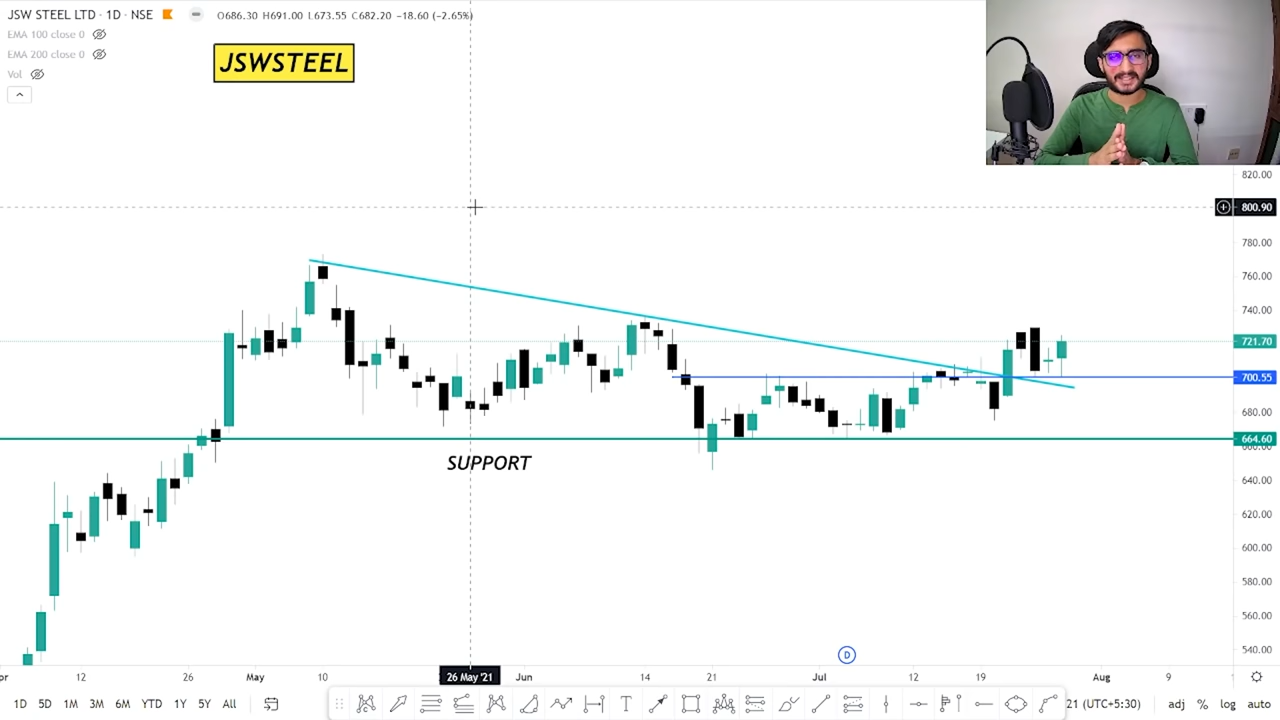 JSW STEEL LTD · 1D · NSE O686.30 H691.00 L673.55 C682.20 −18.60 (−2.65%)
EMA 100 close 0
EMA 200 close 0
Vol
JSWSTEEL
820.00
800.90
780.00
760.00
740.00
721.70
700.55
680.00
664.60
660.00
640.00
620.00
600.00
580.00
560.00
540.00
SUPPORT
D
12 26 May 10 26 May '21 Jun 14 21 Jul 12 19 Aug 9
1D 5D 1M 3M 6M YTD 1Y 5Y All T 21 (UTC+5:30) adj % log auto